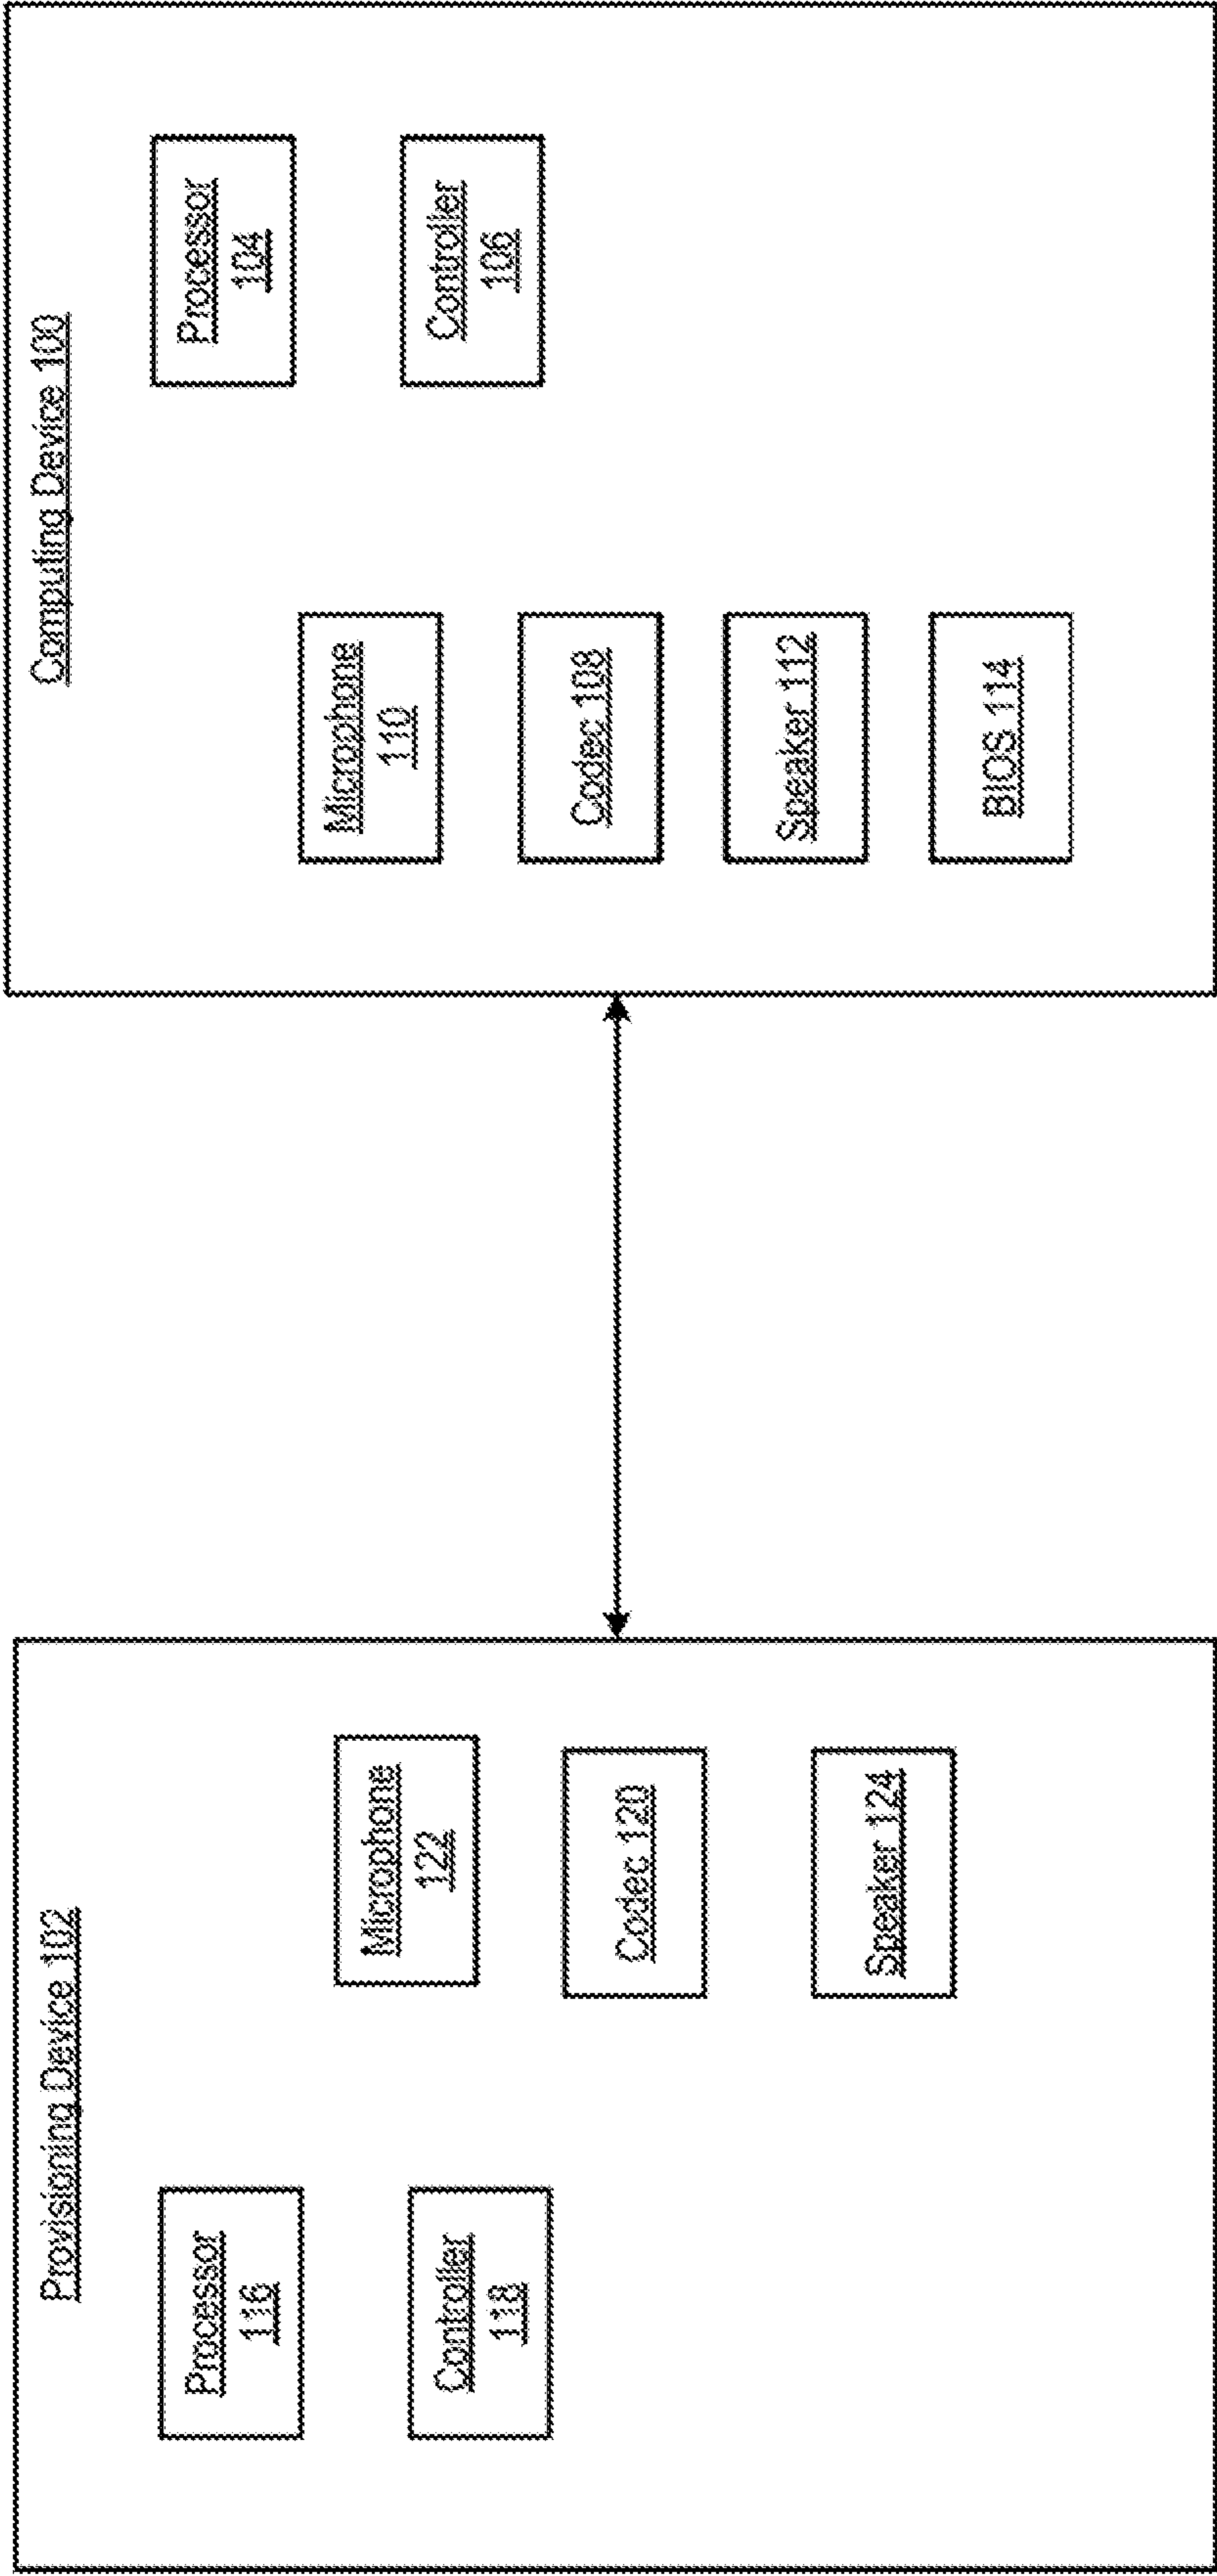 Provisioning Device 102
Processor
116
Controller
118
Microphone
122
Codec 120
Speaker 124
Computing Device 100
Microphone
110
Codec 108
Speaker 112
BIOS 114
Processor
104
Controller
106